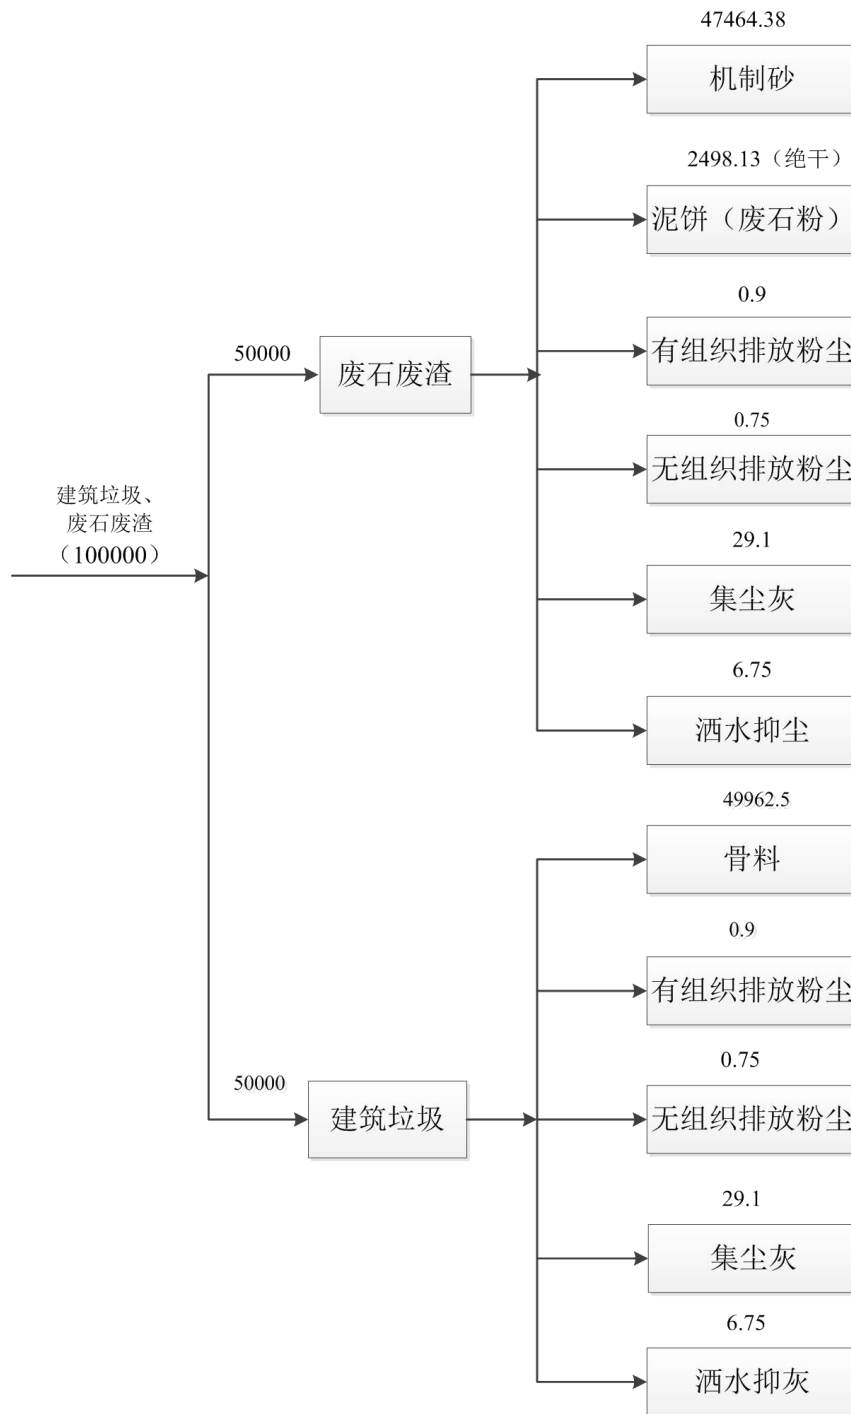 47464.38
机制砂
2498.13（绝干）
泥饼（废石粉）
0.9
有组织排放粉尘
50000
废石废渣
0.75
无组织排放粉尘
建筑垃圾、
废石废渣
（100000）
29.1
集尘灰
6.75
洒水抑尘
49962.5
骨料
0.9
有组织排放粉尘
50000
建筑垃圾
0.75
无组织排放粉尘
29.1
集尘灰
6.75
洒水抑灰